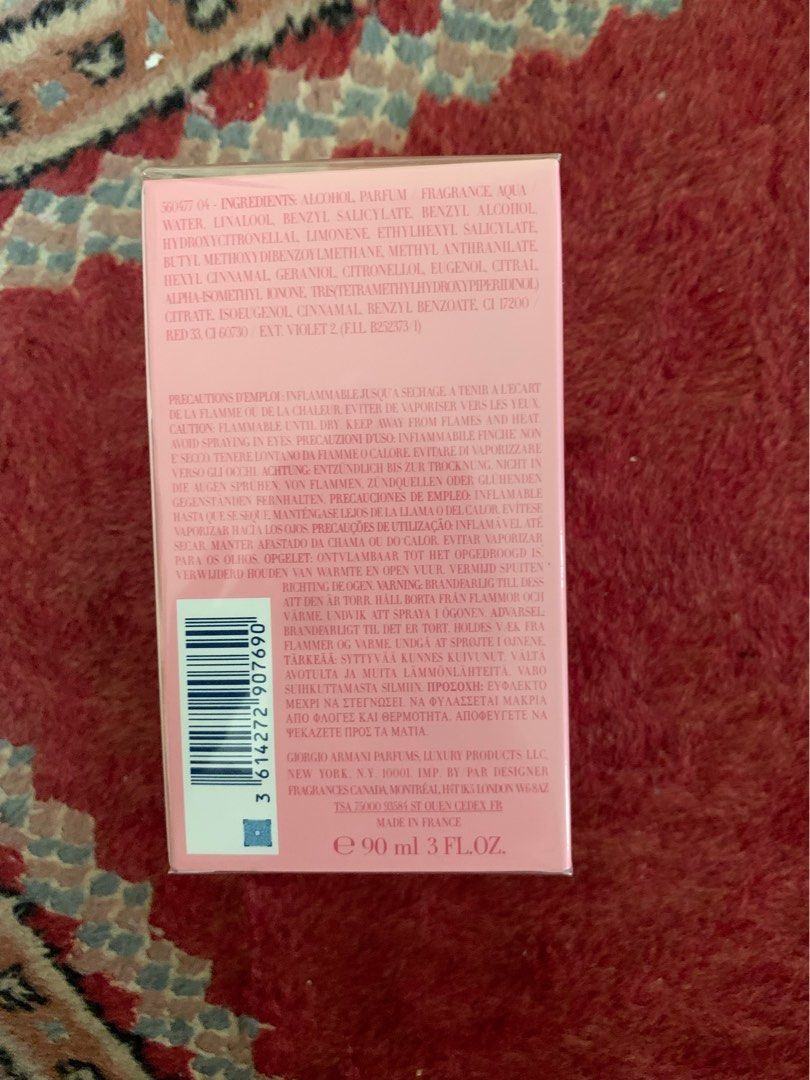 560477 04 - INGREDIENTS: ALCOHOL, PARFUM / FRAGRANCE, AQUA /
WATER, LINALOOL, BENZYL SALICYLATE, BENZYL ALCOHOL,
HYDROXYCITRONELLAL, LIMONENE, ETHYLHEXYL SALICYLATE,
BUTYL METHOXYDIBENZOYLMETHANE, METHYL ANTHRANILATE,
HEXYL CINNAMAL, GERANIOL, CITRONELLOL, EUGENOL, CITRAL,
ALPHA-ISOMETHYL IONONE, TRIS(TETRAMETHYLHYDROXYPIPERIDINOL)
CITRATE, ISOEUGENOL, CINNAMAL, BENZYL BENZOATE, CI 17200 /
RED 33, CI 60730 / EXT. VIOLET 2, (F.I.L. B252373/1)
PRECAUTIONS D'EMPLOI: INFLAMMABLE JUSQU'A SECHAGE. A TENIR A L'ECART
DE LA FLAMME OU DE LA CHALEUR. EVITER DE VAPORISER VERS LES YEUX.
CAUTION: FLAMMABLE UNTIL DRY. KEEP AWAY FROM FLAMES AND HEAT.
AVOID SPRAYING IN EYES. PRECAUZIONI D'USO: INFIAMMABILE FINCHE' NON
E' SECCO. TENERE LONTANO DA FIAMME O CALORE. EVITARE DI VAPORIZZARE
VERSO GLI OCCHI. ACHTUNG: ENTZÜNDLICH BIS ZUR TROCKNUNG. NICHT IN
DIE AUGEN SPRÜHEN. VON FLAMMEN, ZÜNDQUELLEN ODER GLÜHENDEN
GEGENSTÄNDEN FERNHALTEN. PRECAUCIONES DE EMPLEO: INFLAMABLE
HASTA QUE SE SEQUE. MANTÉNGASE LEJOS DE LA LLAMA O DEL CALOR. EVÍTESE
VAPORIZAR HACIA LOS OJOS. PRECAUÇÕES DE UTILIZAÇÃO: INFLAMÁVEL ATÉ
SECAR. MANTER AFASTADO DA CHAMA OU DO CALOR. EVITAR VAPORIZAR
PARA OS OLHOS. OPGELET: ONTVLAMBAAR TOT HET OPGEDROOGD IS.
VERWIJDERD HOUDEN VAN WARMTE EN OPEN VUUR. VERMIJD SPUITEN
RICHTING DE OGEN. VARNING: BRANDFARLIG TILL DESS
ATT DEN ÄR TORR. HÅLL BORTA FRÅN FLAMMOR OCH
VÄRME. UNDVIK ATT SPRAYA I ÖGONEN. ADVARSEL:
BRANDFARLIGT TIL DET ER TØRT. HOLDES VÆK FRA
FLAMMER OG VARME. UNDGÅ AT SPRØJTE I ØJNENE.
TÄRKEÄÄ: SYTTYVÄÄ KUNNES KUIVUNUT. VÄLTÄ
AVOTULTA JA MUITA LÄMMÖNLÄHTEITÄ. VARO
SUIHKUTTAMASTA SILMIIN. ΠΡΟΣΟΧΗ: ΕΥΦΛΕΚΤΟ
ΜΕΧΡΙ ΝΑ ΣΤΕΓΝΩΣΕΙ. ΝΑ ΦΥΛΑΣΣΕΤΑΙ ΜΑΚΡΙΑ
ΑΠΟ ΦΛΟΓΕΣ ΚΑΙ ΘΕΡΜΟΤΗΤΑ. ΑΠΟΦΕΥΓΕΤΕ ΝΑ
ΨΕΚΑΖΕΤΕ ΠΡΟΣ ΤΑ ΜΑΤΙΑ.
3 614272 907690
GIORGIO ARMANI PARFUMS, LUXURY PRODUCTS LLC,
NEW YORK, N.Y. 10001. IMP. BY/PAR DESIGNER
FRAGRANCES CANADA, MONTRÉAL, H4T 1K5 LONDON W6 8AZ
TSA 75000 93584 ST OUEN CEDEX FR
MADE IN FRANCE
℮ 90 ml 3 FL.OZ.